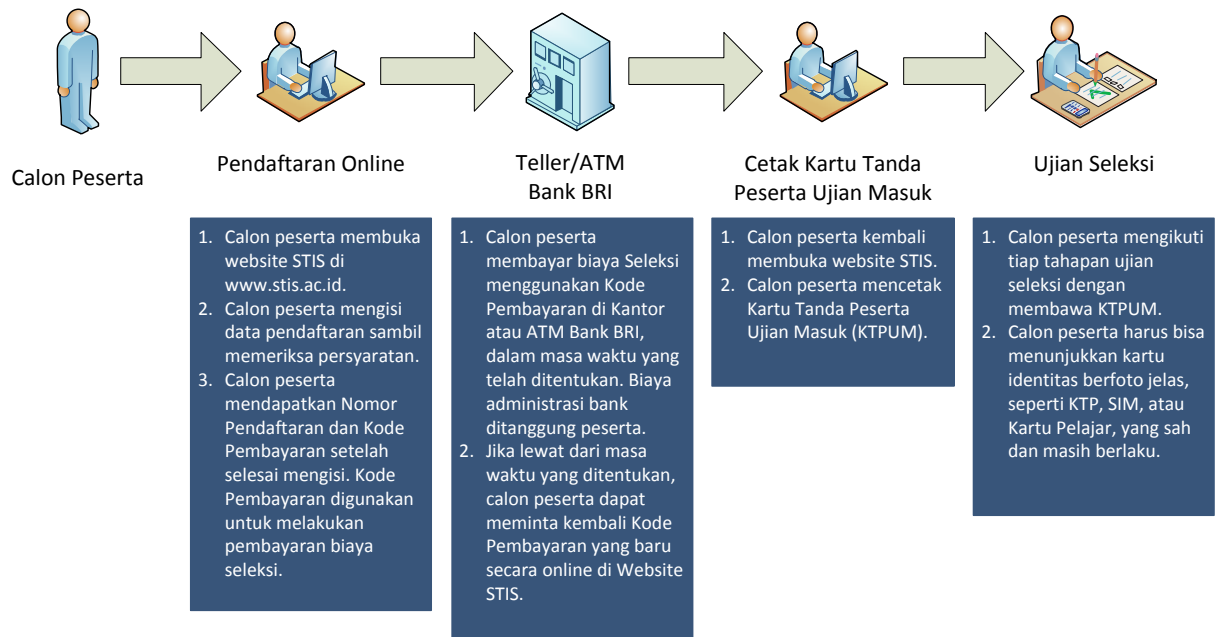 Calon Peserta
Pendaftaran Online
Teller/ATM
Bank BRI
Cetak Kartu Tanda
Peserta Ujian Masuk
Ujian Seleksi
1. Calon peserta membuka
website STIS di
www.stis.ac.id.
2. Calon peserta mengisi
data pendaftaran sambil
memeriksa persyaratan.
3. Calon peserta
mendapatkan Nomor
Pendaftaran dan Kode
Pembayaran setelah
selesai mengisi. Kode
Pembayaran digunakan
untuk melakukan
pembayaran biaya
seleksi.
1. Calon peserta
membayar biaya Seleksi
menggunakan Kode
Pembayaran di Kantor
atau ATM Bank BRI,
dalam masa waktu yang
telah ditentukan. Biaya
administrasi bank
ditanggung peserta.
2. Jika lewat dari masa
waktu yang ditentukan,
calon peserta dapat
meminta kembali Kode
Pembayaran yang baru
secara online di Website
STIS.
1. Calon peserta kembali
membuka website STIS.
2. Calon peserta mencetak
Kartu Tanda Peserta
Ujian Masuk (KTPUM).
1. Calon peserta mengikuti
tiap tahapan ujian
seleksi dengan
membawa KTPUM.
2. Calon peserta harus bisa
menunjukkan kartu
identitas berfoto jelas,
seperti KTP, SIM, atau
Kartu Pelajar, yang sah
dan masih berlaku.